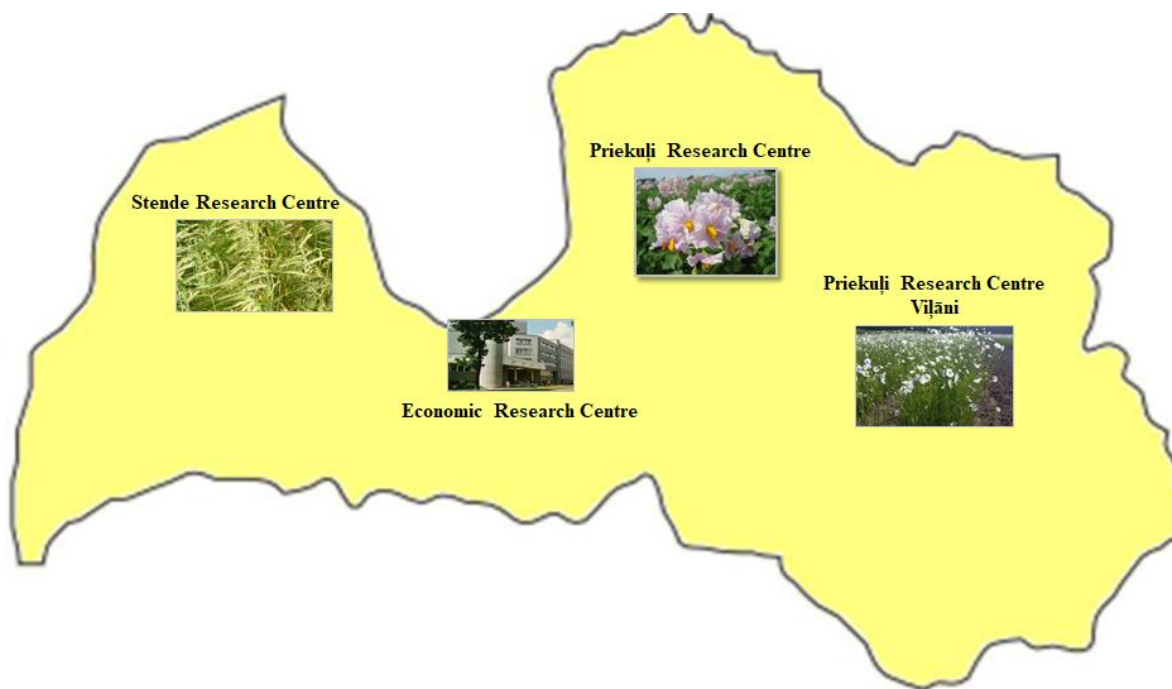 Priekuļi Research Centre
Stende Research Centre
Priekuļi Research Centre
Viļāni
Economic Research Centre